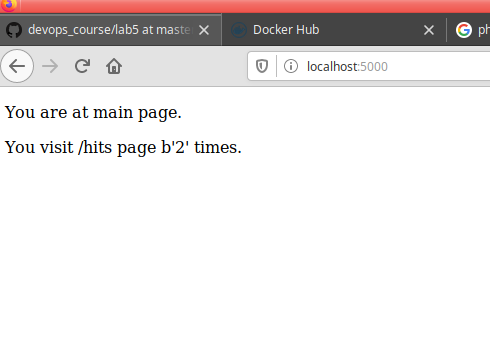 devops_course/lab5 at maste
Docker Hub
ph
localhost:5000
You are at main page.
You visit /hits page b'2' times.